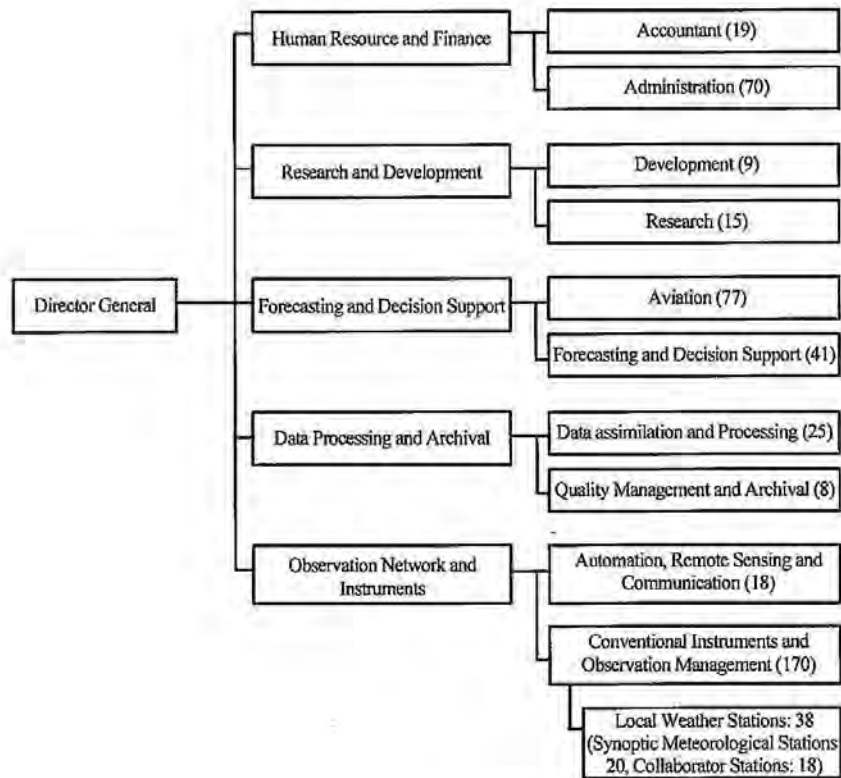 Director General
Human Resource and Finance
Accountant (19)
Administration (70)
Research and Development
Development (9)
Research (15)
Forecasting and Decision Support
Aviation (77)
Forecasting and Decision Support (41)
Data Processing and Archival
Data assimilation and Processing (25)
Quality Management and Archival (8)
Observation Network and
Instruments
Automation, Remote Sensing and
Communication (18)
Conventional Instruments and
Observation Management (170)
Local Weather Stations: 38
(Synoptic Meteorological Stations
20, Collaborator Stations: 18)